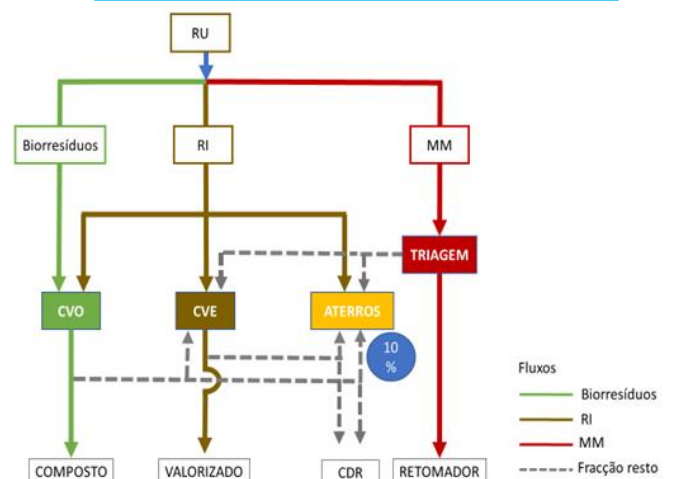 RU
Biorresíduos
RI
MM
TRIAGEM
CVO
CVE
ATERROS
10
%
Fluxos
Biorresíduos
RI
MM
Fracção resto
COMPOSTO
VALORIZADO
CDR
RETOMADOR